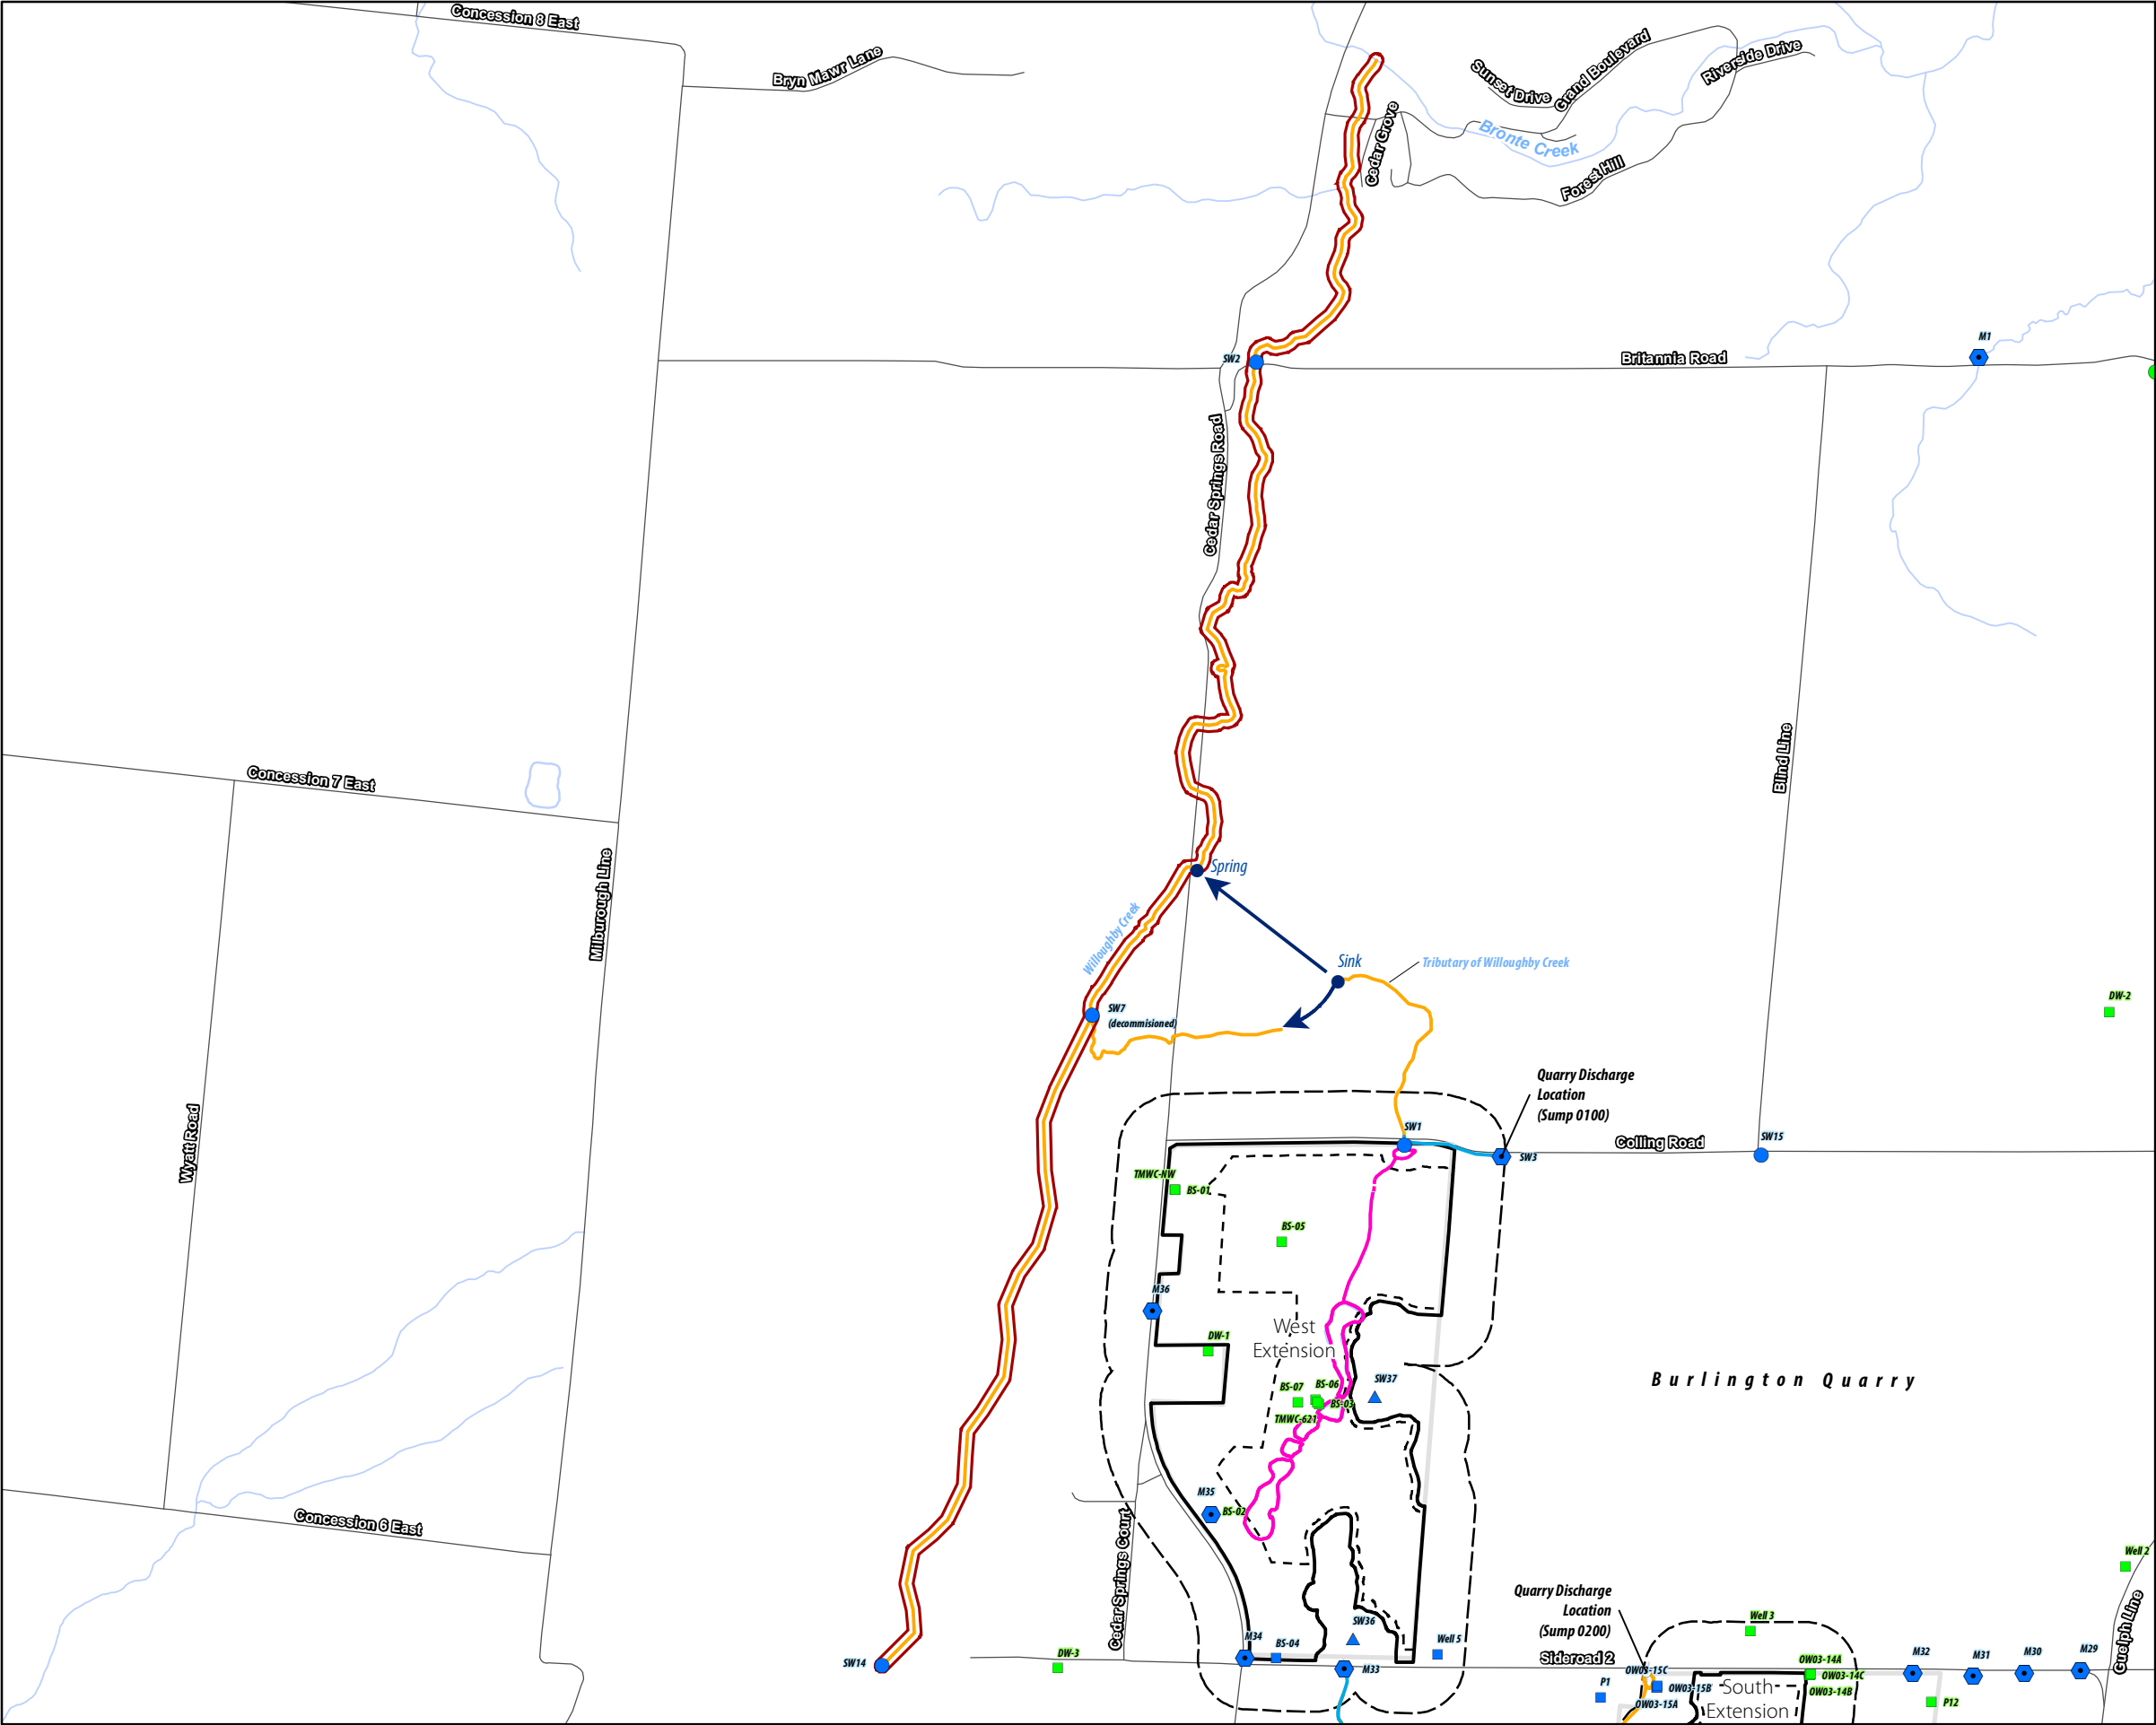 Concession 8 East
Bryn Mawr Lane
Sunset Drive
Grand Boulevard
Riverside Drive
Cedar Grove
Bronte Creek
Forest Hill
M1
SW2
Britannia Road
Cedar Springs Road
Blind Line
Concession 7 East
Milburough Line
Spring
Willoughby Creek
Sink
Tributary of Willoughby Creek
DW-2
SW7
(decommisioned)
Quarry Discharge
Location
(Sump 0100)
Wyatt Road
SW1
Colling Road
SW15
SW3
TMWC-NW
BS-01
BS-05
M36
West
Extension
DW-1
Burlington Quarry
SW37
BS-07
BS-06
BS-03
TMWC-621
M35
BS-02
Concession 6 East
Cedar Springs Court
Well 2
Quarry Discharge
Location
(Sump 0200)
Guelph Line
SW36
Well 3
M34
BS-04
Well 5
Sideroad 2
SW14
DW-3
M33
M32
M31
M30
M29
OW03-14A
OW03-14C
OW03-14B
OW03-15C
OW03-15B
OW03-15A
P1
South
Extension
P12